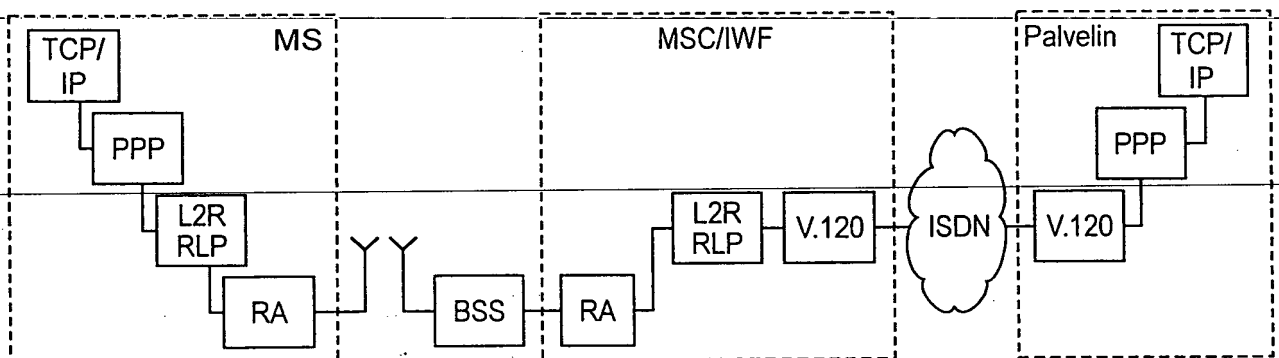 MS
TCP/
IP
PPP
L2R
RLP
RA
BSS
MSC/IWF
RA
L2R
RLP
V.120
ISDN
Palvelin
TCP/
IP
PPP
V.120